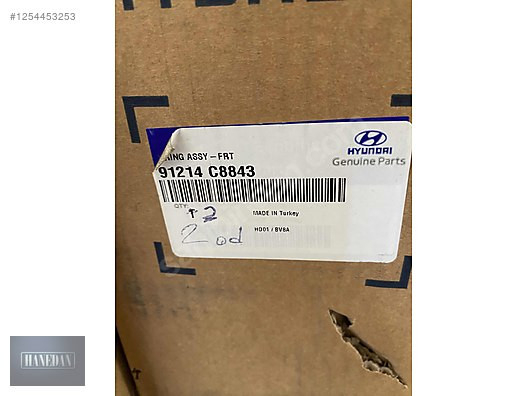 #1254453253
RING ASSY-FRT
91214 C8843
HYUNDAI
Genuine Parts
QTY:
2
MADE IN Turkey
2 od
HD01 / BV8A
HANEDAN